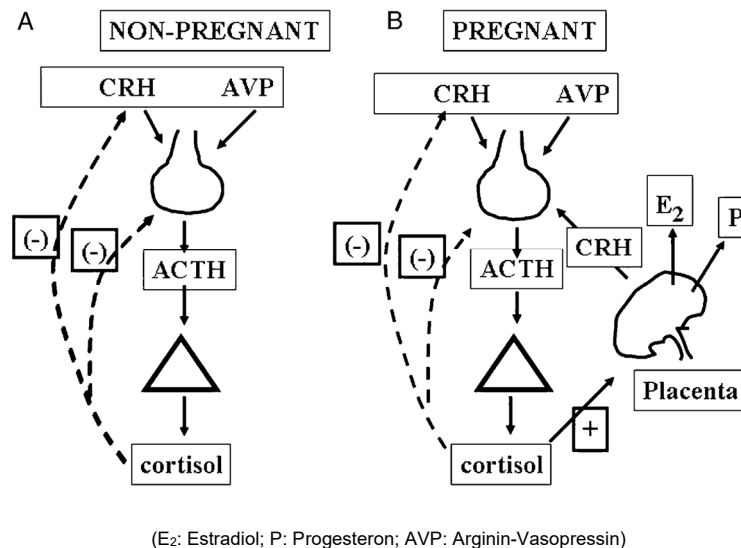 A
NON-PREGNANT
CRH AVP
(-)
(-)
ACTH
cortisol
B
PREGNANT
CRH AVP
(-)
(-)
ACTH
CRH
E₂
P
Placenta
+
cortisol
(E₂: Estradiol; P: Progesteron; AVP: Arginin-Vasopressin)